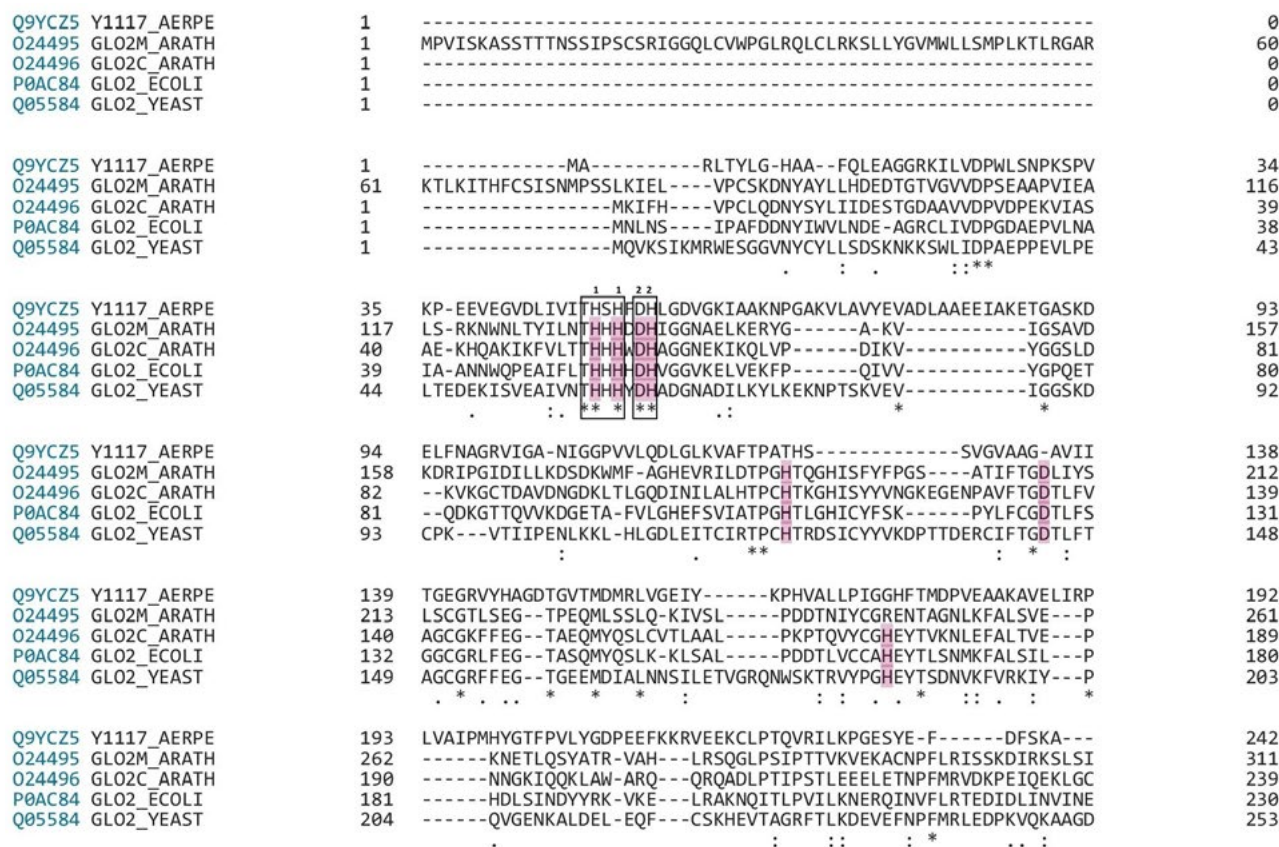 Q9YCZ5 Y1117_AERPE 1 ------------------------------------------------------------ 0
O24495 GLO2M_ARATH 1 MPVISKASSTTTNSSIPSCSRIGGQLCVWPGLRQLCLRKSLLYGVMWLLSMPLKTLRGAR 60
O24496 GLO2C_ARATH 1 ------------------------------------------------------------ 0
P0AC84 GLO2_ECOLI 1 ------------------------------------------------------------ 0
Q05584 GLO2_YEAST 1 ------------------------------------------------------------ 0
Q9YCZ5 Y1117_AERPE 1 -------------MA----------RLTYLG-HAA--FQLEAGGRKILVDPWLSNPKSPV 34
O24495 GLO2M_ARATH 61 KTLKITHFCSISNMPSSLKIEL----VPCSKDNYAYLLHDEDTGTVGVVDPSEAAPVIEA 116
O24496 GLO2C_ARATH 1 -----------------MKIFH----VPCLQDNYSYLIIDESTGDAAVVDPVDPEKVIAS 39
P0AC84 GLO2_ECOLI 1 -----------------MNLNS----IPAFDDNYIWVLNDE-AGRCLIVDPGDAEPVLNA 38
Q05584 GLO2_YEAST 1 -----------------MQVKSIKMRWESGGVNYCYLLSDSKNKKSWLIDPAEPPEVLPE 43
. : . ::**
1 1 2 2
Q9YCZ5 Y1117_AERPE 35 KP-EEVEGVDLIVITHSHFDHLGDVGKIAAKNPGAKVLAVYEVADLAAEEIAKETGASKD 93
O24495 GLO2M_ARATH 117 LS-RKNWNLTYILNTHHHDDHIGGNAELKERYG------A-KV-----------IGSAVD 157
O24496 GLO2C_ARATH 40 AE-KHQAKIKFVLTTHHHWDHAGGNEKIKQLVP------DIKV-----------YGGSLD 81
P0AC84 GLO2_ECOLI 39 IA-ANNWQPEAIFLTHHHHDHVGGVKELVEKFP------QIVV-----------YGPQET 80
Q05584 GLO2_YEAST 44 LTEDEKISVEAIVNTHHHYDHADGNADILKYLKEKNPTSKVEV-----------IGGSKD 92
. :. ** * ** .: * *
Q9YCZ5 Y1117_AERPE 94 ELFNAGRVIGA-NIGGPVVVLQDLGLKVAFTPATHS-------------SVGVAAG-AVII 138
O24495 GLO2M_ARATH 158 KDRIPGIDILLKDSDKWMF-AGHEVRILDTPGHTQGHISFYFPGS----ATIFTGDLIYS 212
O24496 GLO2C_ARATH 82 --KVKGCTDAVDNGDKLTLGQDINILALHTPCHTKGHISYYVNGKEGENPAVFTGDTLFV 139
P0AC84 GLO2_ECOLI 81 --QDKGTTQVVKDGETA-FVLGHEFSVIATPGHTLGHICYFSK------PYLFCGDTLFS 131
Q05584 GLO2_YEAST 93 CPK---VTIIPENLKKL-HLGDLEITCIRTPCHTRDSICYYVKDPTTDERCIFTGDTLFT 148
: . ** : * :
Q9YCZ5 Y1117_AERPE 139 TGEGRVYHAGDTGVTMDMRLVGEIY------KPHVALLPIGGHFTMDPVEAAKAVELIRP 192
O24495 GLO2M_ARATH 213 LSCGTLSEG--TPEQMLSSLQ-KIVSL----PDDTNIYCGRENTAGNLKFALSVE---P 261
O24496 GLO2C_ARATH 140 AGCGKFFEG--TAEQMYQSLCVTLAAL----PKPTQVYCGHEYTVKNLEFALTVE---P 189
P0AC84 GLO2_ECOLI 132 GGCGRLFEG--TASQMYQSLK-KLSAL----PDDTLVCCAHEYTLSNMKFALSIL---P 180
Q05584 GLO2_YEAST 149 AGCGRFFEG--TGEEMDIALNNSILETVGRQNWSKTRVYPGHEYTSDNVKFVRKIY---P 203
. * . .. * * * : : : . . :: . : *
Q9YCZ5 Y1117_AERPE 193 LVAIPMHYGTFPVLYGDPEEFKKRVEEKCLPTQVRILKPGESYE-F------DFSKA--- 242
O24495 GLO2M_ARATH 262 ------KNETLQSYATR-VAH---LRSQGLPSIPTTVKVEKACNPFLRISSKDIRKSLSI 311
O24496 GLO2C_ARATH 190 ------NNGKIQQKLAW-ARQ---QRQADLPTIPSTLEEELETNPFMRVDKPEIQEKLGC 239
P0AC84 GLO2_ECOLI 181 ------HDLSINDYYRK-VKE---LRAKNQITLPVILKNERQINVFLRTEDIDLINVINE 230
Q05584 GLO2_YEAST 204 ------QVGENKALDEL-EQF---CSKHEVTAGRFTLKDEVEFNPFMRLEDPKVQKAAGD 253
. : :: : * .. :